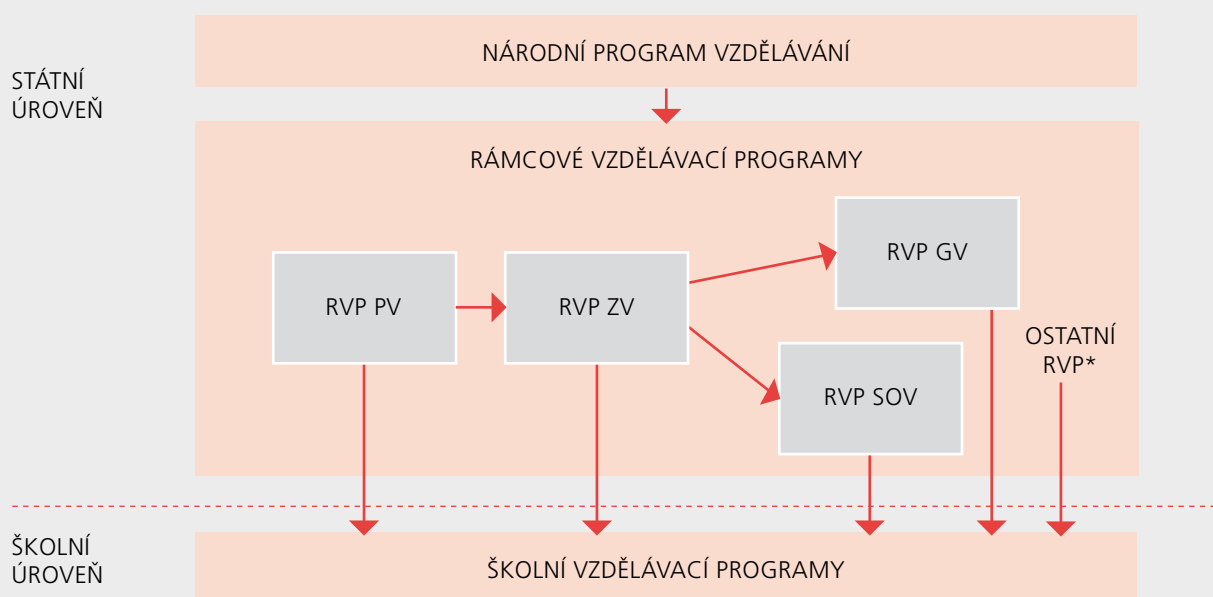 NÁRODNÍ PROGRAM VZDĚLÁVÁNÍ
STÁTNÍ
ÚROVEŇ
RÁMCOVÉ VZDĚLÁVACÍ PROGRAMY
RVP PV
RVP ZV
RVP GV
RVP SOV
OSTATNÍ
RVP*
ŠKOLNÍ
ÚROVEŇ
ŠKOLNÍ VZDĚLÁVACÍ PROGRAMY